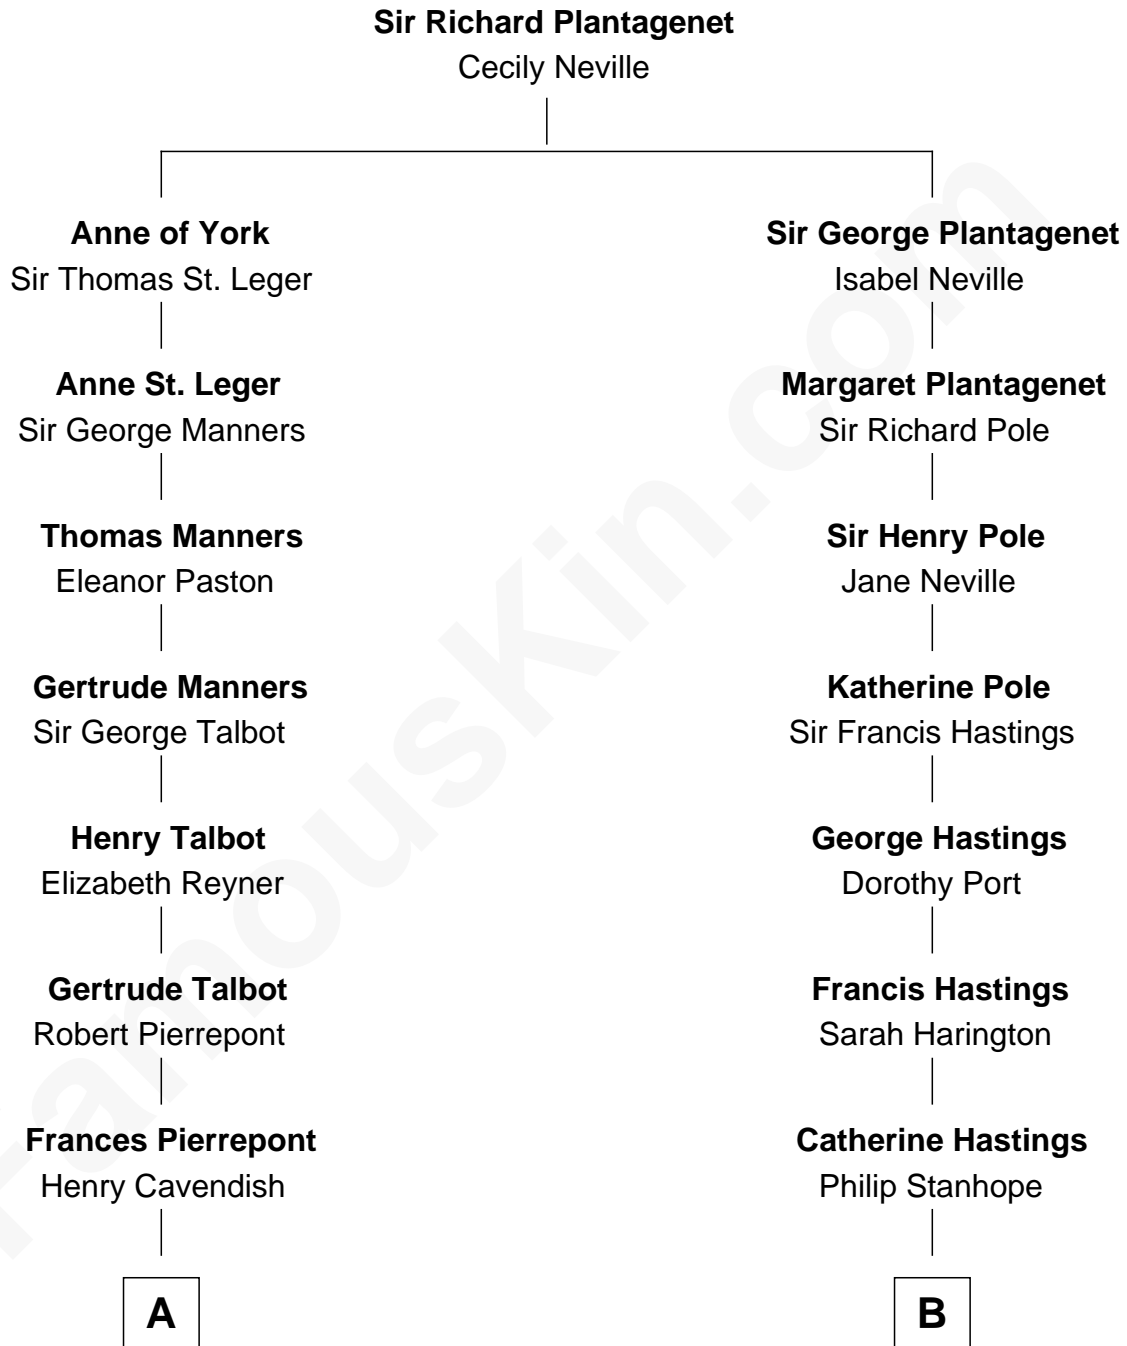 Sir Richard Plantagenet
Cecily Neville
Anne of York
Sir Thomas St. Leger
Sir George Plantagenet
Isabel Neville
Anne St. Leger
Sir George Manners
Margaret Plantagenet
Sir Richard Pole
Thomas Manners
Eleanor Paston
Sir Henry Pole
Jane Neville
Gertrude Manners
Sir George Talbot
Katherine Pole
Sir Francis Hastings
Henry Talbot
Elizabeth Reyner
George Hastings
Dorothy Port
Gertrude Talbot
Robert Pierrepont
Francis Hastings
Sarah Harington
Frances Pierrepont
Henry Cavendish
Catherine Hastings
Philip Stanhope
A
B
FamousKin.com